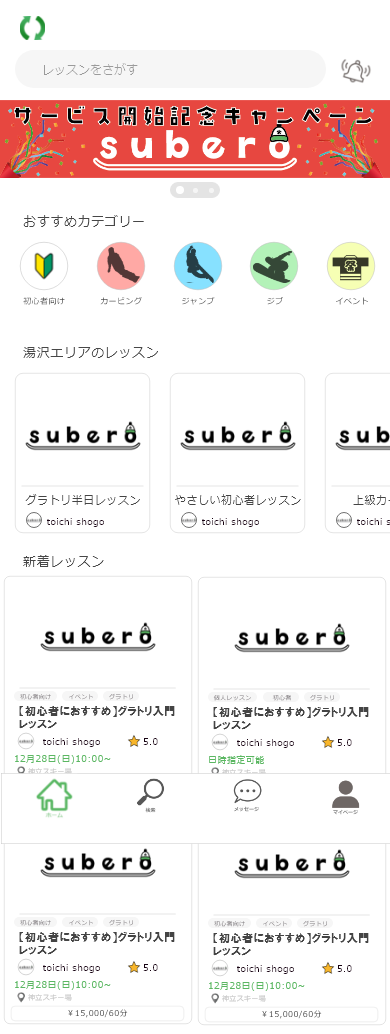 レッスンをさがす
サービス開始記念キャンペーン
subero
おすすめカテゴリー
初心者向け カービング ジャンプ ジブ イベント
湯沢エリアのレッスン
subero subero sub
グラトリ半日レッスン やさしい初心者レッスン 上級カー
toichi shogo toichi shogo toichi
新着レッスン
subero subero
初心者向け イベント グラトリ 個人レッスン 初心者 グラトリ
【初心者におすすめ】グラトリ入門 【初心者におすすめ】グラトリ入門
レッスン レッスン
toichi shogo 5.0 toichi shogo 5.0
12月28日(日)10:00~ 日時指定可能
神立スキー場 神立スキー場
ホーム 検索 メッセージ マイページ
subero subero
初心者向け イベント グラトリ 初心者向け イベント グラトリ
【初心者におすすめ】グラトリ入門 【初心者におすすめ】グラトリ入門
レッスン レッスン
toichi shogo 5.0 toichi shogo 5.0
12月28日(日)10:00~ 12月28日(日)10:00~
神立スキー場 神立スキー場
¥15,000/60分 ¥15,000/60分